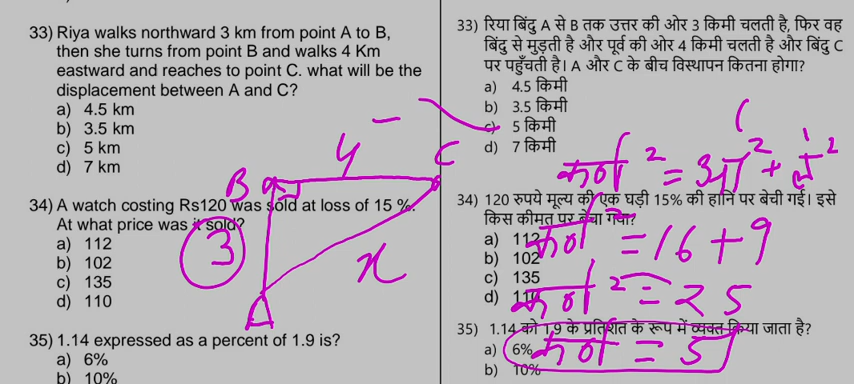 33) Riya walks northward 3 km from point A to B,
then she turns from point B and walks 4 Km
eastward and reaches to point C. what will be the
displacement between A and C?
a) 4.5 km
b) 3.5 km
c) 5 km
d) 7 km
34) A watch costing Rs120 was sold at loss of 15 %.
At what price was it sold?
a) 112
b) 102
c) 135
d) 110
35) 1.14 expressed as a percent of 1.9 is?
a) 6%
b) 10%
33) रिया बिंदु A से B तक उत्तर की ओर 3 किमी चलती है, फिर वह
बिंदु से मुड़ती है और पूर्व की ओर 4 किमी चलती है और बिंदु C
पर पहुँचती है। A और C के बीच विस्थापन कितना होगा?
a) 4.5 किमी
b) 3.5 किमी
c) 5 किमी
d) 7 किमी
34) 120 रुपये मूल्य की एक घड़ी 15% की हानि पर बेची गई। इसे
किस कीमत पर बेचा गया?
a) 112
b) 102
c) 135
d) 110
35) 1.14 को 1.9 के प्रतिशत के रूप में व्यक्त किया जाता है?
a) 6%
b) 10%
B
4
C
3
x
A
कर्ण² = आ² + ल²
कर्ण² = 16 + 9
कर्ण² = 25
कर्ण = 5